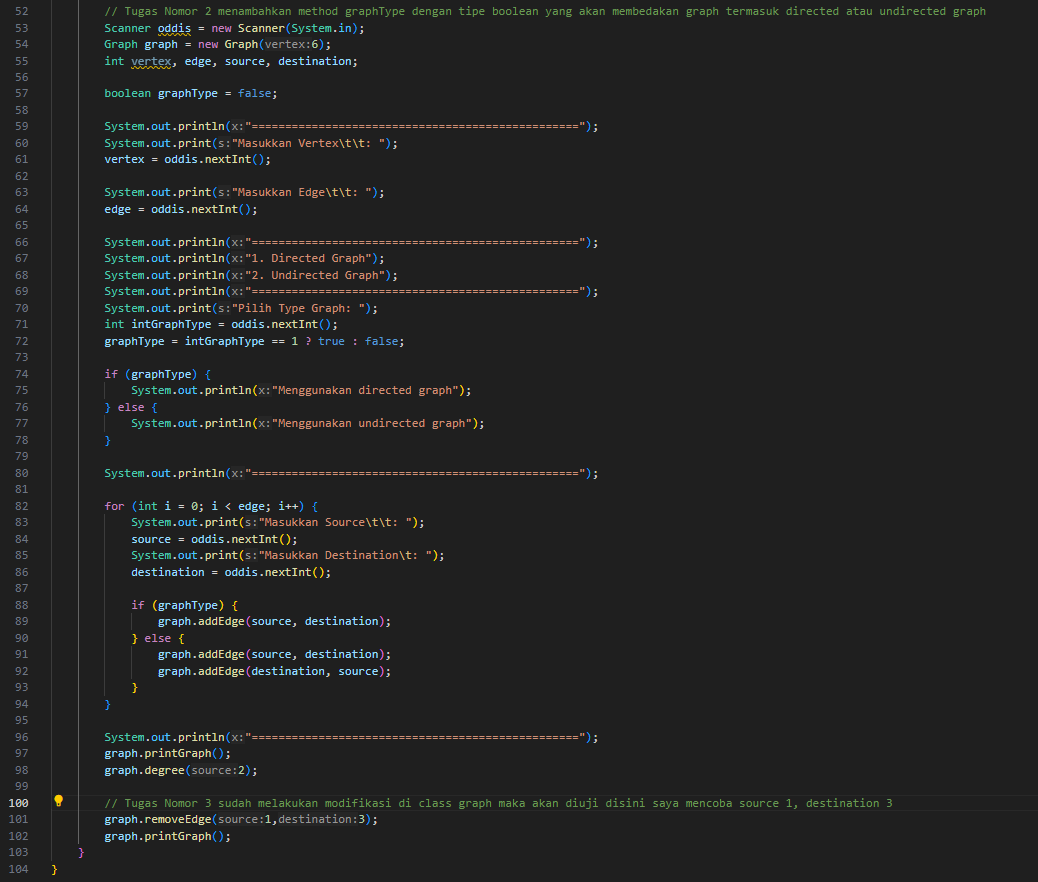 52 // Tugas Nomor 2 menambahkan method graphType dengan tipe boolean yang akan membedakan graph termasuk directed atau undirected graph
53 Scanner oddis = new Scanner(System.in);
54 Graph graph = new Graph(vertex:6);
55 int vertex, edge, source, destination;
56
57 boolean graphType = false;
58
59 System.out.println(x:"=================================================");
60 System.out.print(s:"Masukkan Vertex\t\t: ");
61 vertex = oddis.nextInt();
62
63 System.out.print(s:"Masukkan Edge\t\t: ");
64 edge = oddis.nextInt();
65
66 System.out.println(x:"=================================================");
67 System.out.println(x:"1. Directed Graph");
68 System.out.println(x:"2. Undirected Graph");
69 System.out.println(x:"=================================================");
70 System.out.print(s:"Pilih Type Graph: ");
71 int intGraphType = oddis.nextInt();
72 graphType = intGraphType == 1 ? true : false;
73
74 if (graphType) {
75 System.out.println(x:"Menggunakan directed graph");
76 } else {
77 System.out.println(x:"Menggunakan undirected graph");
78 }
79
80 System.out.println(x:"=================================================");
81
82 for (int i = 0; i < edge; i++) {
83 System.out.print(s:"Masukkan Source\t\t: ");
84 source = oddis.nextInt();
85 System.out.print(s:"Masukkan Destination\t: ");
86 destination = oddis.nextInt();
87
88 if (graphType) {
89 graph.addEdge(source, destination);
90 } else {
91 graph.addEdge(source, destination);
92 graph.addEdge(destination, source);
93 }
94 }
95
96 System.out.println(x:"=================================================");
97 graph.printGraph();
98 graph.degree(source:2);
99
100 // Tugas Nomor 3 sudah melakukan modifikasi di class graph maka akan diuji disini saya mencoba source 1, destination 3
101 graph.removeEdge(source:1,destination:3);
102 graph.printGraph();
103 }
104 }